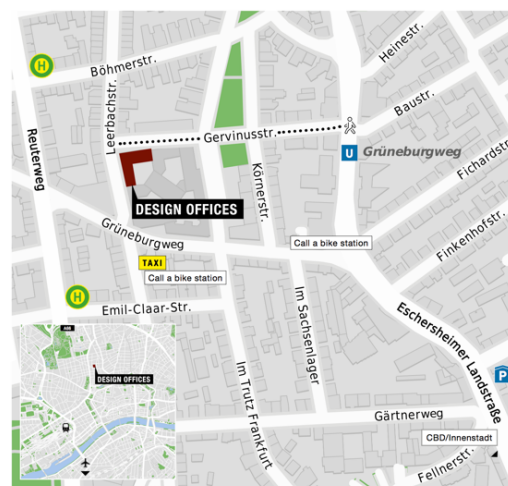 H
Böhmerstr.
Heinestr.
Leerbachstr.
Baustr.
Gervinusstr.
Reuterweg
U
Grüneburgweg
Fichardstr.
Körnerstr.
DESIGN OFFICES
Grüneburgweg
Call a bike station
Finkenhofstr.
TAXI
Call a bike station
H
Emil-Claar-Str.
Im Sachsenlager
Eschersheimer Landstraße
A66
DESIGN OFFICES
Im Trutz Frankfurt
P
Gärtnerweg
CBD/Innenstadt
Fellnerstr.